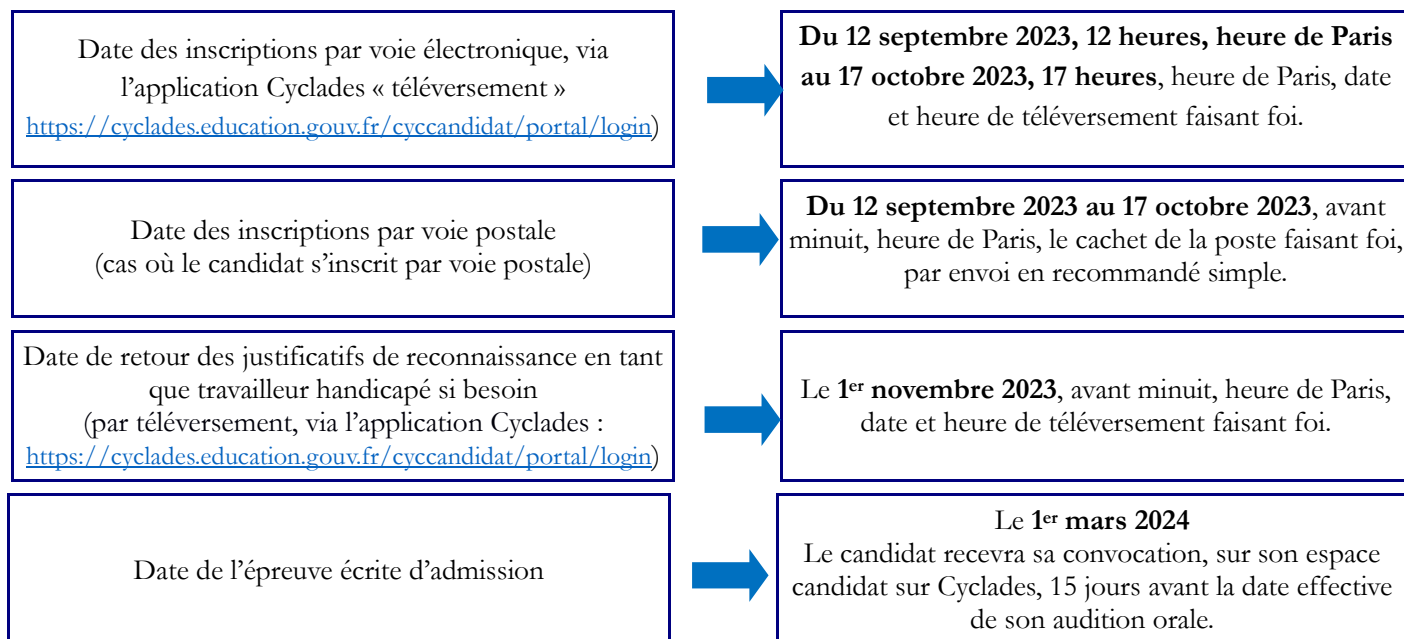 Date des inscriptions par voie électronique, via
l’application Cyclades « téléversement »
https://cyclades.education.gouv.fr/cyccandidat/portal/login)
Du 12 septembre 2023, 12 heures, heure de Paris
au 17 octobre 2023, 17 heures, heure de Paris, date
et heure de téléversement faisant foi.
Date des inscriptions par voie postale
(cas où le candidat s’inscrit par voie postale)
Du 12 septembre 2023 au 17 octobre 2023, avant
minuit, heure de Paris, le cachet de la poste faisant foi,
par envoi en recommandé simple.
Date de retour des justificatifs de reconnaissance en tant
que travailleur handicapé si besoin
(par téléversement, via l’application Cyclades :
https://cyclades.education.gouv.fr/cyccandidat/portal/login)
Le 1er novembre 2023, avant minuit, heure de Paris,
date et heure de téléversement faisant foi.
Date de l’épreuve écrite d’admission
Le 1er mars 2024
Le candidat recevra sa convocation, sur son espace
candidat sur Cyclades, 15 jours avant la date effective
de son audition orale.